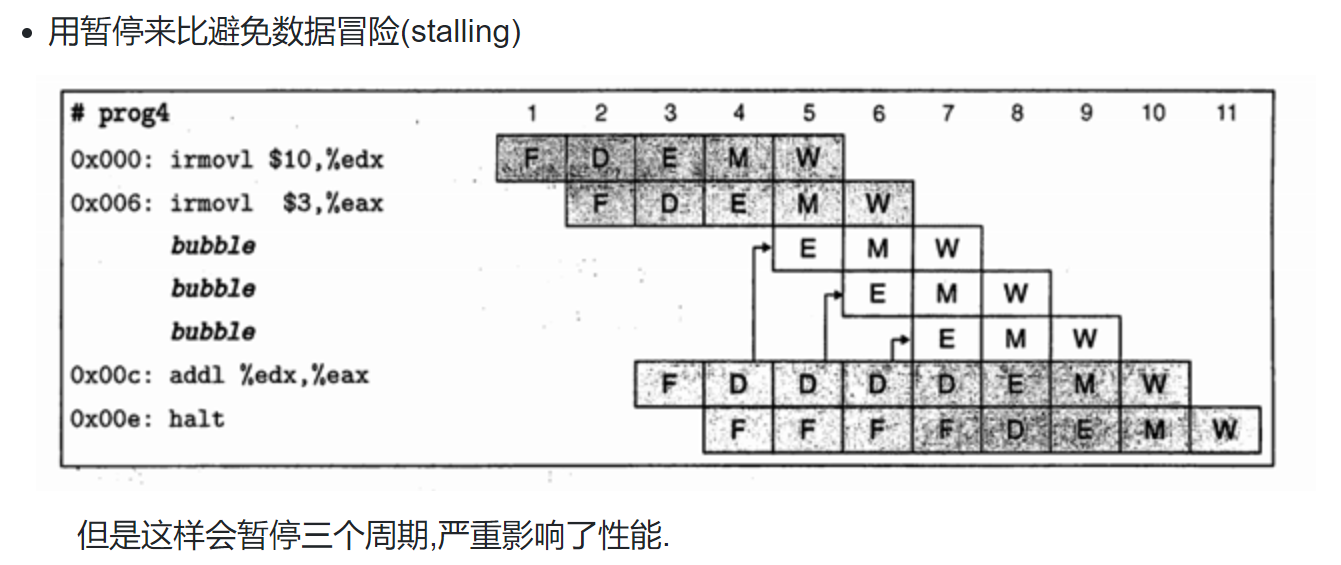 用暂停来比避免数据冒险(stalling)
# prog4 1 2 3 4 5 6 7 8 9 10 11
0x000: irmovl $10,%edx F D E M W
0x006: irmovl $3,%eax F D E M W
bubble E M W
bubble E M W
bubble E M W
0x00c: addl %edx,%eax F D D D D E M W
0x00e: halt F F F F D E M W
但是这样会暂停三个周期,严重影响了性能.